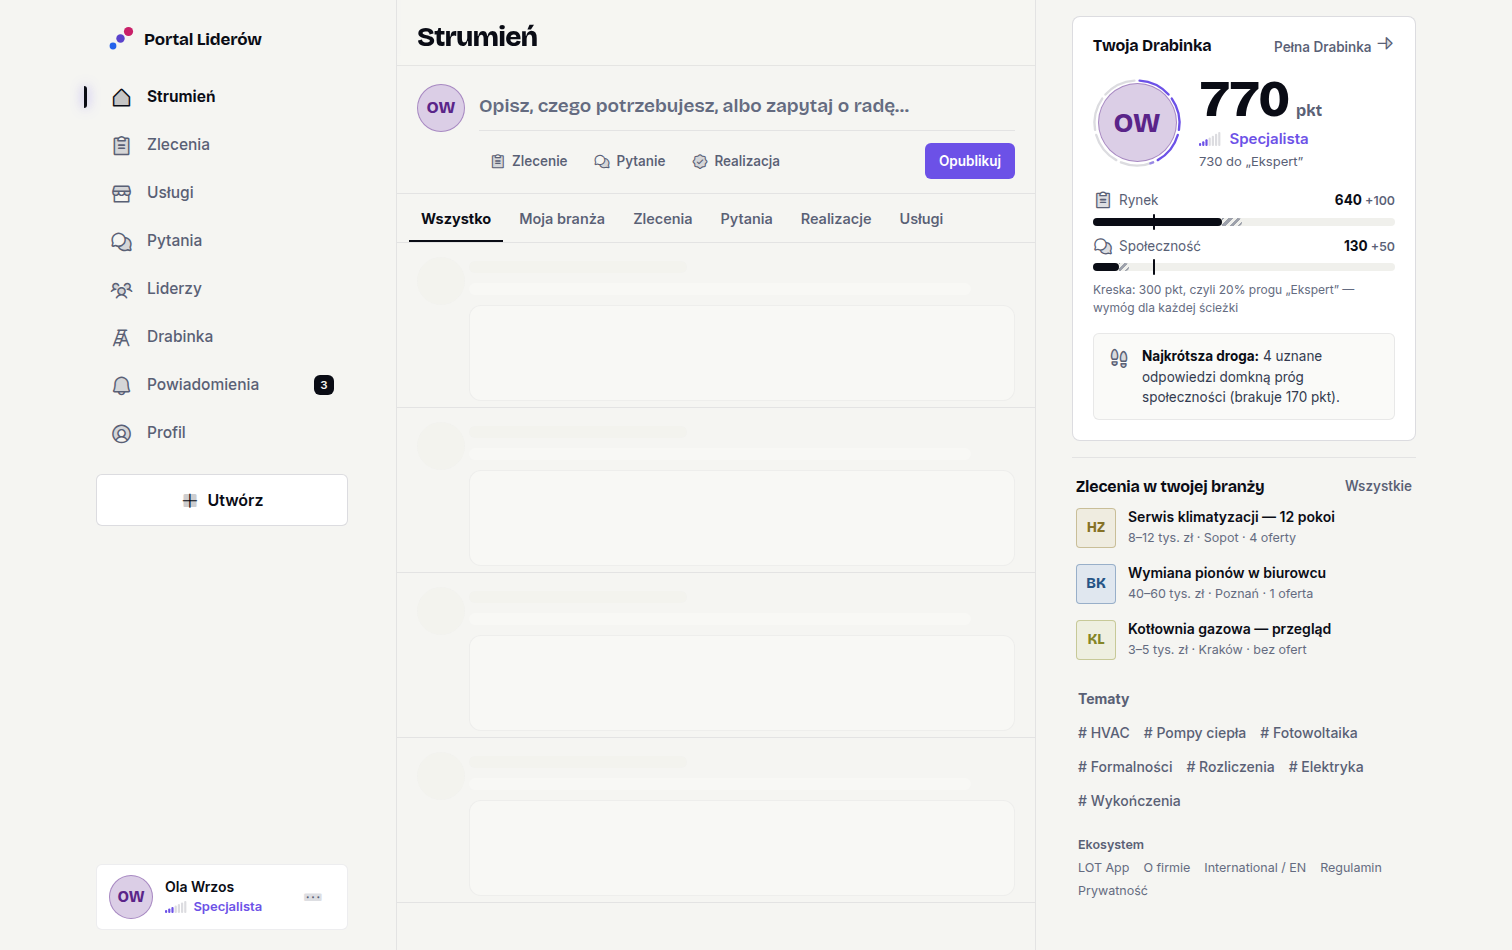 Portal Liderów
Strumień
Zlecenia
Usługi
Pytania
Liderzy
Drabinka
Powiadomienia 3
Profil
Utwórz
OW
Ola Wrzos
Specjalista
Strumień
OW
Opisz, czego potrzebujesz, albo zapytaj o radę...
Zlecenie Pytanie Realizacja Opublikuj
Wszystko Moja branża Zlecenia Pytania Realizacje Usługi
Twoja Drabinka Pełna Drabinka
OW
770 pkt
Specjalista
730 do „Ekspert”
Rynek 640 +100
Społeczność 130 +50
Kreska: 300 pkt, czyli 20% progu „Ekspert” —
wymóg dla każdej ścieżki
Najkrótsza droga: 4 uznane
odpowiedzi domkną próg
społeczności (brakuje 170 pkt).
Zlecenia w twojej branży Wszystkie
HZ
Serwis klimatyzacji — 12 pokoi
8–12 tys. zł · Sopot · 4 oferty
BK
Wymiana pionów w biurowcu
40–60 tys. zł · Poznań · 1 oferta
KL
Kotłownia gazowa — przegląd
3–5 tys. zł · Kraków · bez ofert
Tematy
# HVAC # Pompy ciepła # Fotowoltaika
# Formalności # Rozliczenia # Elektryka
# Wykończenia
Ekosystem
LOT App O firmie International / EN Regulamin
Prywatność